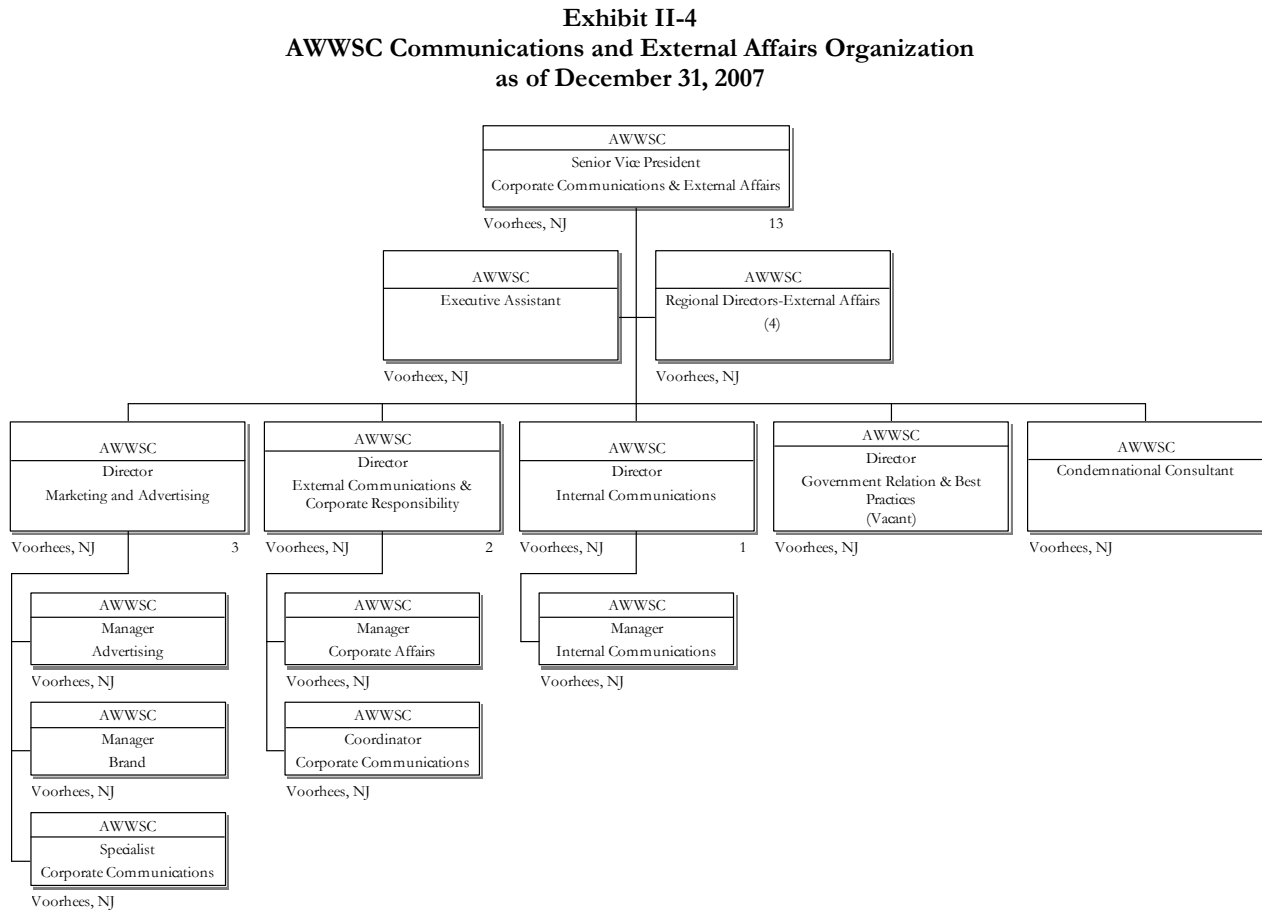 Exhibit II-4
AWWSC Communications and External Affairs Organization
as of December 31, 2007
AWWSC
Senior Vice President
Corporate Communications & External Affairs
Voorhees, NJ 13
AWWSC
Executive Assistant
Voorheex, NJ
AWWSC
Regional Directors-External Affairs
(4)
Voorhees, NJ
AWWSC
Director
Marketing and Advertising
Voorhees, NJ 3
AWWSC
Director
External Communications &
Corporate Responsibility
Voorhees, NJ 2
AWWSC
Director
Internal Communications
Voorhees, NJ 1
AWWSC
Director
Government Relation & Best
Practices
(Vacant)
Voorhees, NJ
AWWSC
Condemnational Consultant
Voorhees, NJ
AWWSC
Manager
Advertising
Voorhees, NJ
AWWSC
Manager
Brand
Voorhees, NJ
AWWSC
Specialist
Corporate Communications
Voorhees, NJ
AWWSC
Manager
Corporate Affairs
Voorhees, NJ
AWWSC
Coordinator
Corporate Communications
Voorhees, NJ
AWWSC
Manager
Internal Communications
Voorhees, NJ